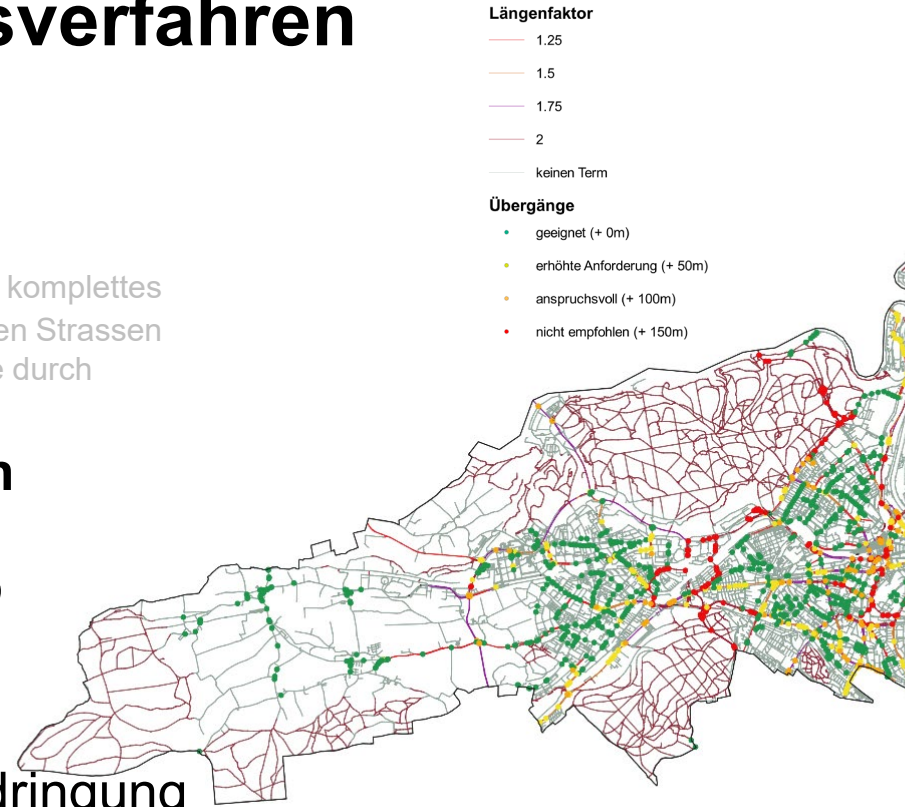 sverfahren
komplettes
en Strassen
e durch
n
dringung
Längenfaktor
1.25
1.5
1.75
2
keinen Term
Übergänge
geeignet (+ 0m)
erhöhte Anforderung (+ 50m)
anspruchsvoll (+ 100m)
nicht empfohlen (+ 150m)